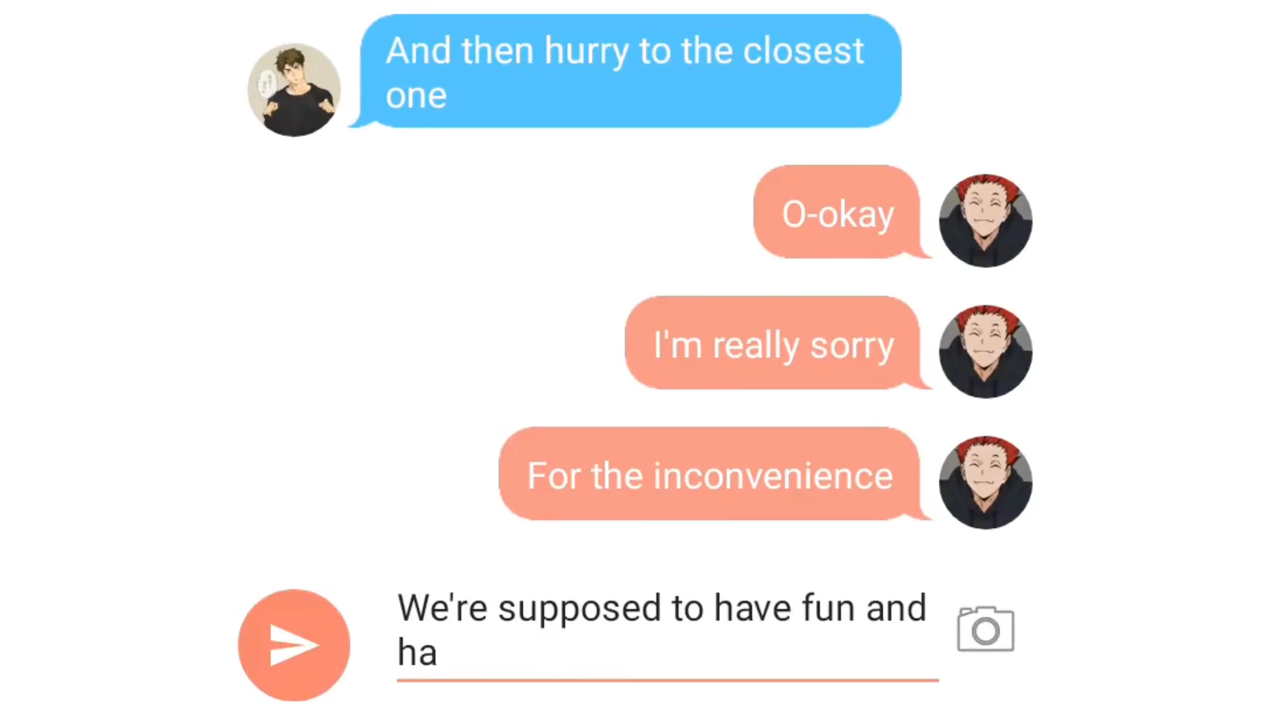 And then hurry to the closest
one
O-okay
I'm really sorry
For the inconvenience
We're supposed to have fun and
ha